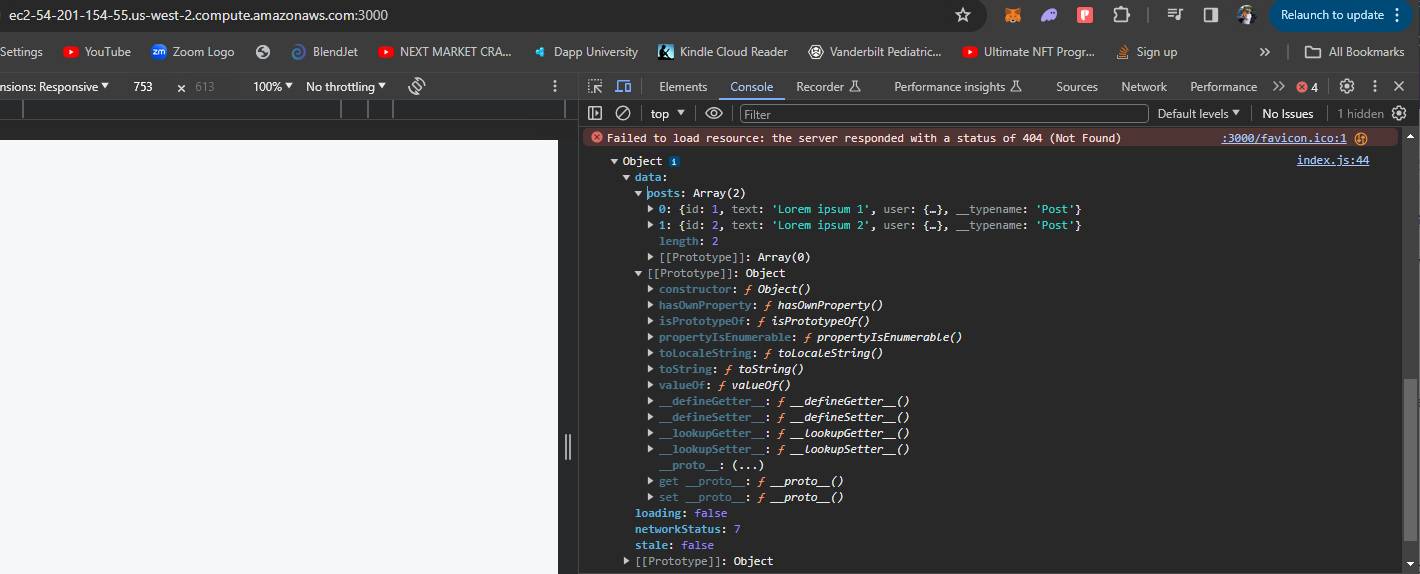 ec2-54-201-154-55.us-west-2.compute.amazonaws.com:3000
Relaunch to update
Settings YouTube zm Zoom Logo BlendJet NEXT MARKET CRA... Dapp University Kindle Cloud Reader Vanderbilt Pediatric... Ultimate NFT Progr... Sign up » All Bookmarks
nsions: Responsive ▼ 753 × 613 100% ▼ No throttling ▼
Elements Console Recorder Performance insights Sources Network Performance » 4
top ▼ Filter Default levels ▼ No Issues 1 hidden
Failed to load resource: the server responded with a status of 404 (Not Found) :3000/favicon.ico:1
▼ Object i index.js:44
▼ data:
▼ posts: Array(2)
▶ 0: {id: 1, text: 'Lorem ipsum 1', user: {…}, __typename: 'Post'}
▶ 1: {id: 2, text: 'Lorem ipsum 2', user: {…}, __typename: 'Post'}
length: 2
▶ [[Prototype]]: Array(0)
▼ [[Prototype]]: Object
▶ constructor: ƒ Object()
▶ hasOwnProperty: ƒ hasOwnProperty()
▶ isPrototypeOf: ƒ isPrototypeOf()
▶ propertyIsEnumerable: ƒ propertyIsEnumerable()
▶ toLocaleString: ƒ toLocaleString()
▶ toString: ƒ toString()
▶ valueOf: ƒ valueOf()
▶ __defineGetter__: ƒ __defineGetter__()
▶ __defineSetter__: ƒ __defineSetter__()
▶ __lookupGetter__: ƒ __lookupGetter__()
▶ __lookupSetter__: ƒ __lookupSetter__()
__proto__: (...)
▶ get __proto__: ƒ __proto__()
▶ set __proto__: ƒ __proto__()
loading: false
networkStatus: 7
stale: false
▶ [[Prototype]]: Object